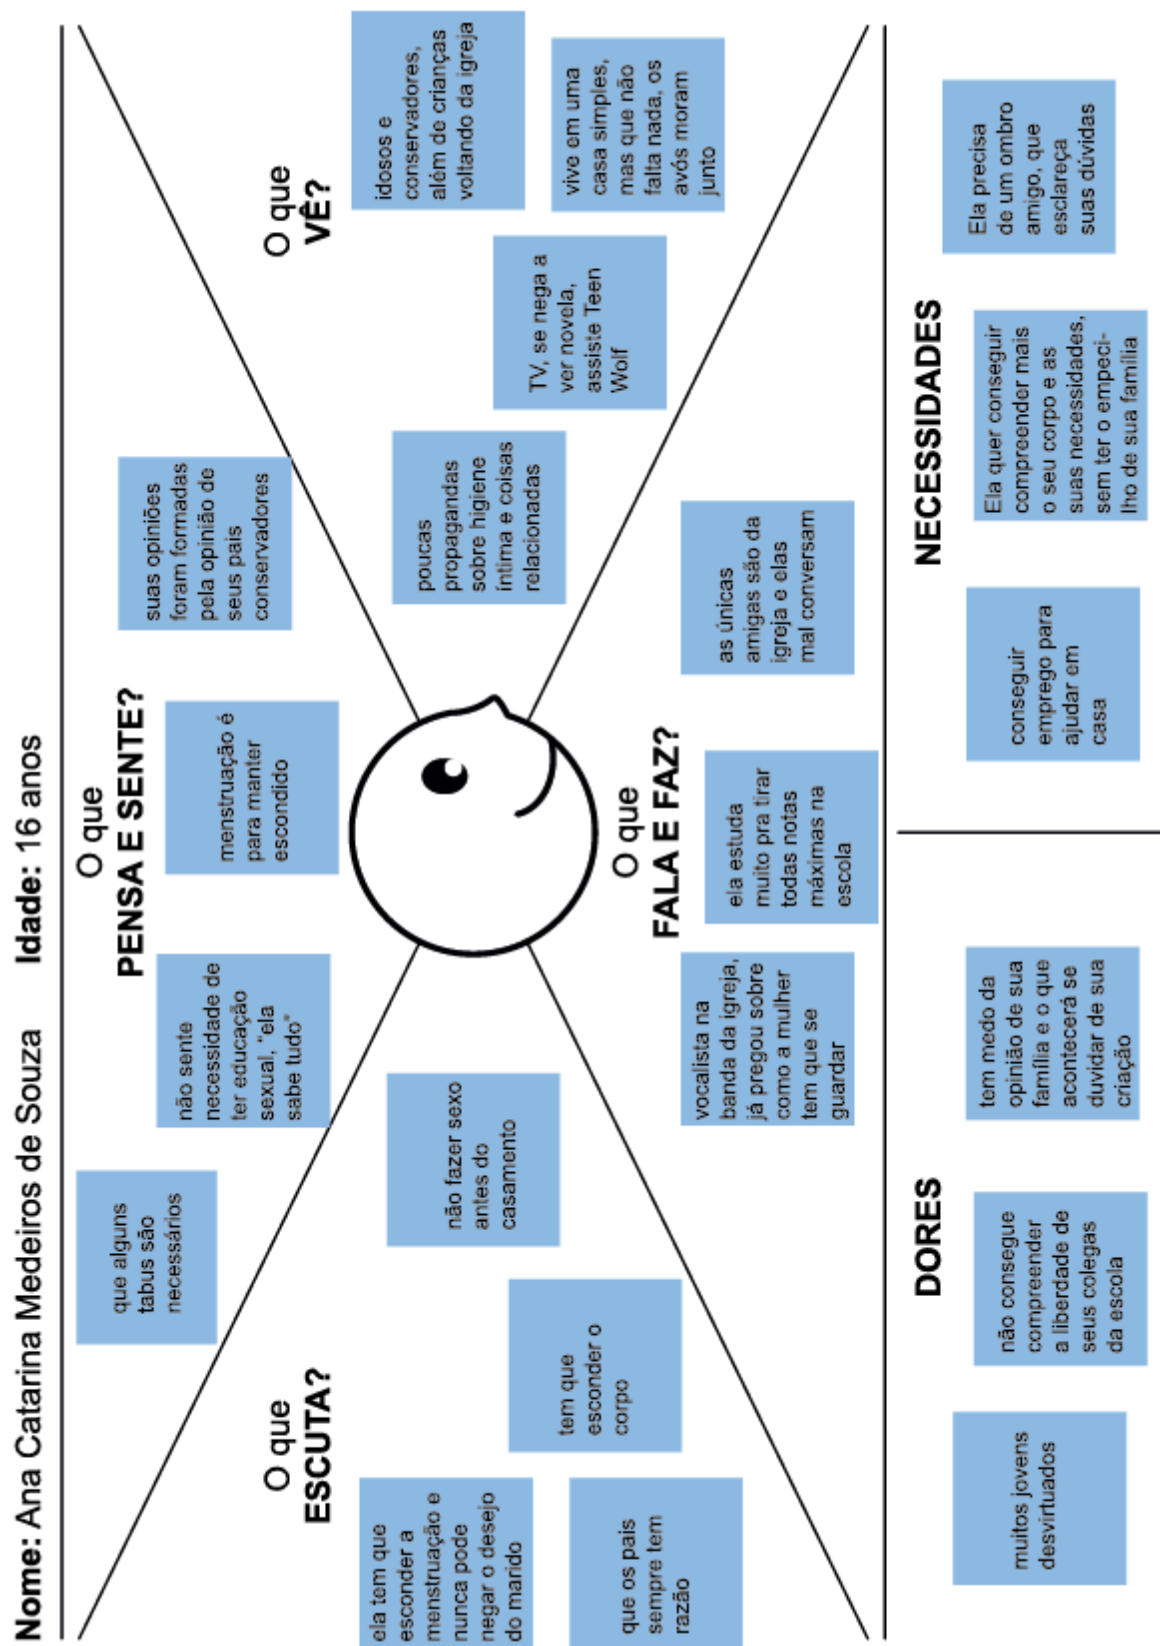 Nome: Ana Catarina Medeiros de Souza Idade: 16 anos
O que
PENSA E SENTE?
que alguns
tabus são
necessários
não sente
necessidade de
ter educação
sexual, "ela
sabe tudo"
menstruação é
para manter
escondido
suas opiniões
foram formadas
pela opinião de
seus pais
conservadores
O que
ESCUTA?
ela tem que
esconder a
menstruação e
nunca pode
negar o desejo
do marido
que os pais
sempre tem
razão
tem que
esconder o
corpo
não fazer sexo
antes do
casamento
O que
VÊ?
poucas
propagandas
sobre higiene
íntima e coisas
relacionadas
TV, se nega a
ver novela,
assiste Teen
Wolf
idosos e
conservadores,
além de crianças
voltando da igreja
vive em uma
casa simples,
mas que não
falta nada, os
avós moram
junto
O que
FALA E FAZ?
vocalista na
banda da igreja,
já pregou sobre
como a mulher
tem que se
guardar
ela estuda
muito pra tirar
todas notas
máximas na
escola
as únicas
amigas são da
igreja e elas
mal conversam
DORES
muitos jovens
desvirtuados
não consegue
compreender
a liberdade de
seus colegas
da escola
tem medo da
opinião de sua
família e o que
acontecerá se
duvidar de sua
criação
NECESSIDADES
conseguir
emprego para
ajudar em
casa
Ela quer conseguir
compreender mais
o seu corpo e as
suas necessidades,
sem ter o empeci-
lho de sua família
Ela precisa
de um ombro
amigo, que
esclareça
suas dúvidas